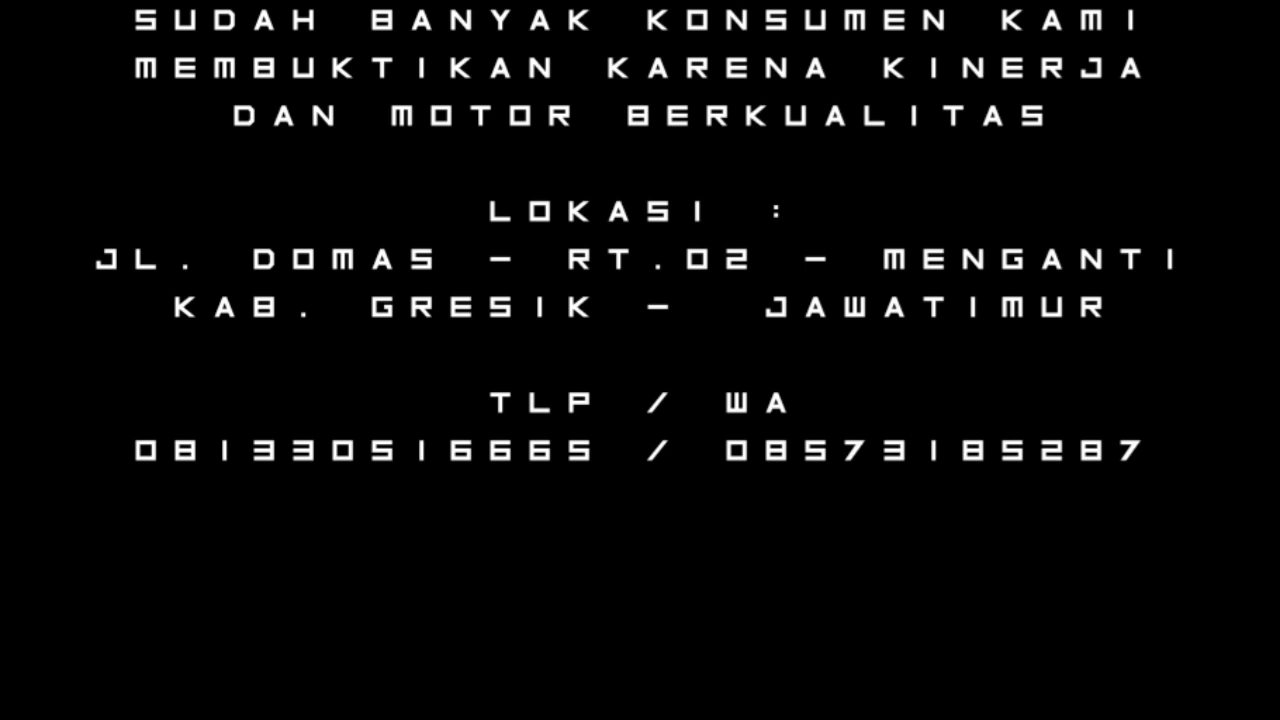 SUDAH BANYAK KONSUMEN KAMI
MEMBUKTIKAN KARENA KINERJA
DAN MOTOR BERKUALITAS
LOKASI :
JL. DOMAS - RT.02 - MENGANTI
KAB. GRESIK - JAWATIMUR
TLP / WA
081330516665 / 08573185287